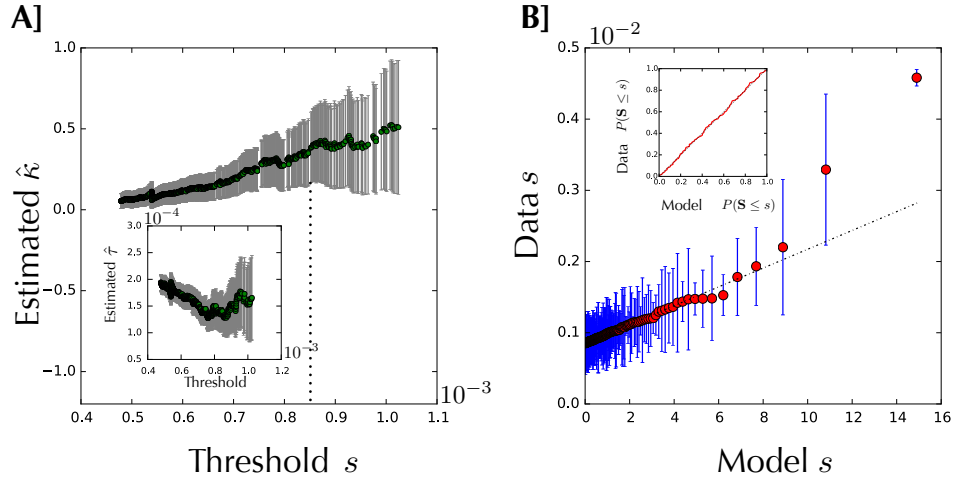 A]
Estimated κ̂
1.0
0.5
0.0
−0.5
−1.0
0.4 0.5 0.6 0.7 0.8 0.9 1.0 1.1
10⁻³
Threshold s
10⁻⁴
Estimated τ̂
3.0
2.5
2.0
1.5
1.0
0.5
0.4 0.6 0.8 1.0 1.2
10⁻³
Threshold
B]
10⁻²
Data s
0.5
0.4
0.3
0.2
0.1
0.0
0 2 4 6 8 10 12 14 16
Model s
Data P(S ≤ s)
1.0
0.8
0.6
0.4
0.2
0.0
0.0 0.2 0.4 0.6 0.8 1.0
Model P(S ≤ s)